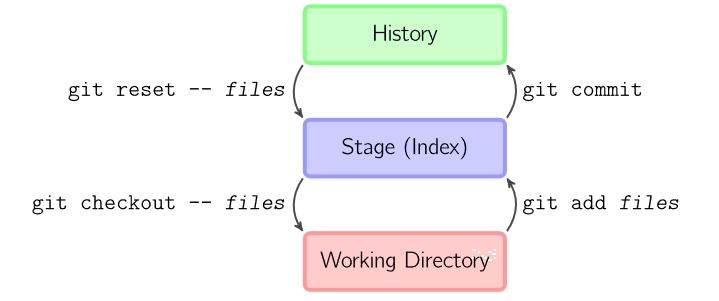 History
git reset -- files
git commit
Stage (Index)
git checkout -- files
git add files
Working Directory